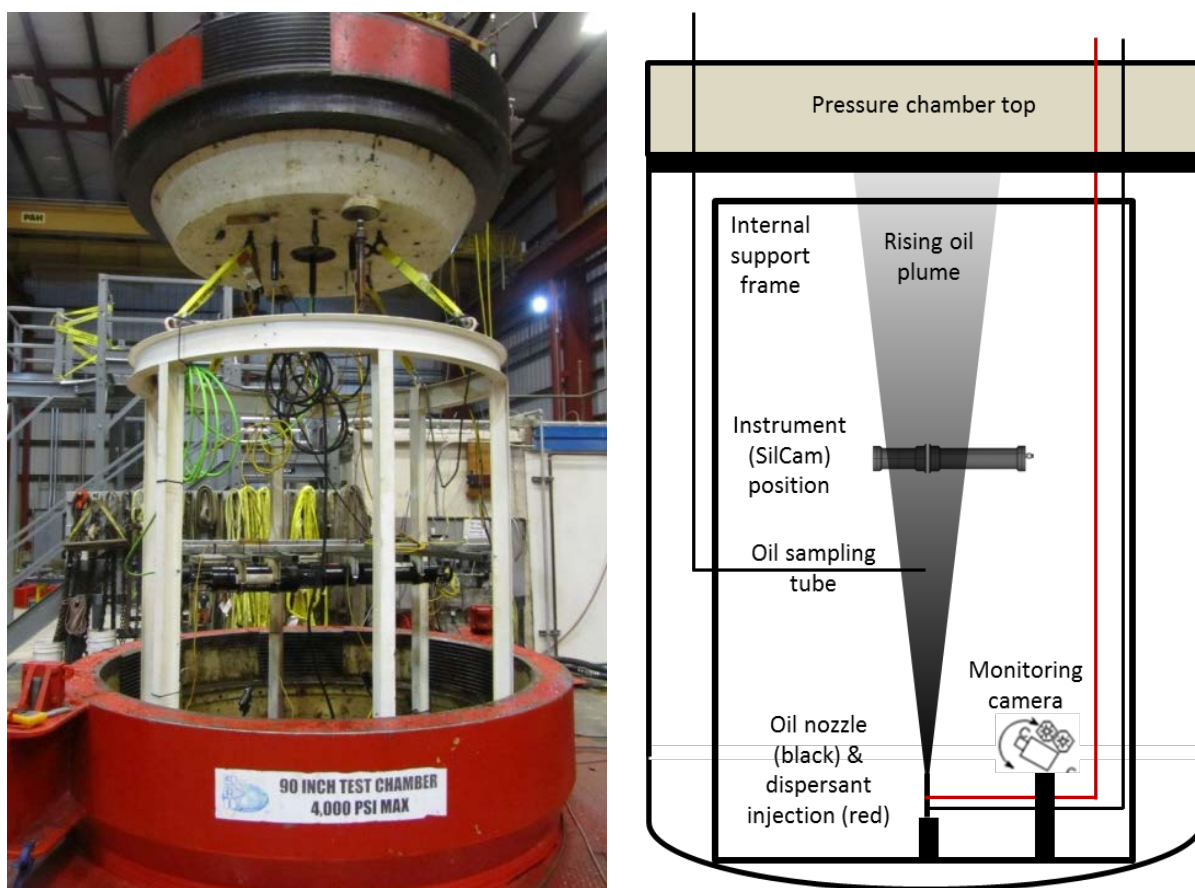 PAH
90 INCH TEST CHAMBER
4,000 PSI MAX
Pressure chamber top
Internal
support
frame
Rising oil
plume
Instrument
(SilCam)
position
Oil sampling
tube
Monitoring
camera
Oil nozzle
(black) &
dispersant
injection (red)